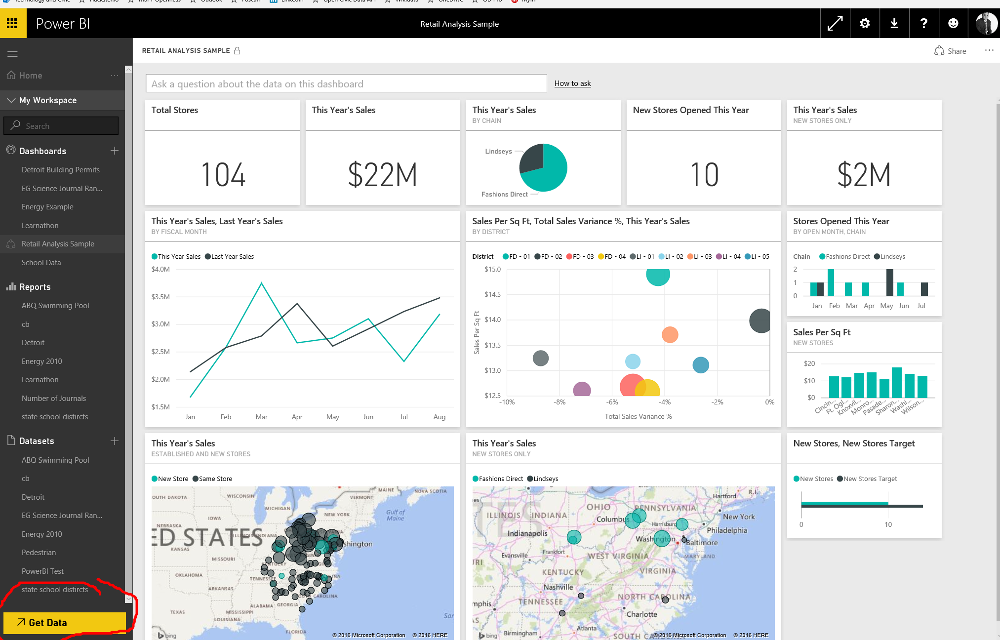 Technology and Civic
Hackster.io
MSFT Openness
Outlook
Foscam
LinkedIn
Open Civic Data API
Wikidata
OneDrive
Power BI
Retail Analysis Sample
RETAIL ANALYSIS SAMPLE
Share
Home
My Workspace
Search
Dashboards
Detroit Building Permits
EG Science Journal Ran...
Energy Example
Learnathon
Retail Analysis Sample
School Data
Reports
ABQ Swimming Pool
cb
Detroit
Energy 2010
Learnathon
Number of Journals
state school distircts
Datasets
ABQ Swimming Pool
cb
Detroit
EG Science Journal Ran...
Energy 2010
Pedestrian
PowerBI Test
state school distircts
Get Data
Ask a question about the data on this dashboard
How to ask
Total Stores
104
This Year's Sales
$22M
This Year's Sales
BY CHAIN
Lindseys
Fashions Direct
New Stores Opened This Year
10
This Year's Sales
NEW STORES ONLY
$2M
This Year's Sales, Last Year's Sales
BY FISCAL MONTH
This Year Sales Last Year Sales
$4.0M
$3.5M
$3.0M
$2.5M
$2.0M
$1.5M
Jan Feb Mar Apr May Jun Jul Aug
Sales Per Sq Ft, Total Sales Variance %, This Year's Sales
BY DISTRICT
District FD - 01 FD - 02 FD - 03 FD - 04 LI - 01 LI - 02 LI - 03 LI - 04 LI - 05
Sales Per Sq Ft
$15.0
$14.5
$14.0
$13.5
$13.0
$12.5
-10% -8% -6% -4% -2% 0%
Total Sales Variance %
Stores Opened This Year
BY OPEN MONTH, CHAIN
Chain Fashions Direct Lindseys
2
1
0
Jan Feb Mar Apr May Jun Jul
Sales Per Sq Ft
NEW STORES
$20
$10
$0
Cincin... Ft. Ogl... Knoxvil... Monro... Pasade... Sharon... Washi... Wilson...
This Year's Sales
ESTABLISHED AND NEW STORES
New Store Same Store
OUTH DAKOTA
WISCONSIN
VERMONT
MAINE
NOVA SCOTIA
MICHIGAN
Gulf of
Maine
NEW YORK
IOWA
NEBRASKA
ED STATES
ILLINOIS
INDIANA
KANSAS
shington
MISSOURI
KENTUCKY
OKLAHOMA
TENNESSEE
ARKANSAS
SOUTH CAROLINA
ALABAMA
GEORGIA
TEXAS
MISSISSIPPI
LOUISIANA
Sar
FLORIDA
bing
© 2016 Microsoft Corporation © 2016 HERE
This Year's Sales
NEW STORES ONLY
Fashions Direct Lindseys
Hartford
R.I.
OHIO
PENNSYLVANIA
ILLINOIS
INDIANA
Columbus
Harrisburg
New York
Philadelphia
Indianapolis
Washington
Baltimore
Evansville
Frankfort
WEST VIRGINIA
MARYLAND
KENTUCKY
VIRGINIA
Nashville
mphis
TENNESSEE
NORTH CAROLINA
Charlotte
Atlanta
Birmingham
bing
© 2016 Microsoft Corporation © 2016 HERE
New Stores, New Stores Target
New Stores New Stores Target
0 10